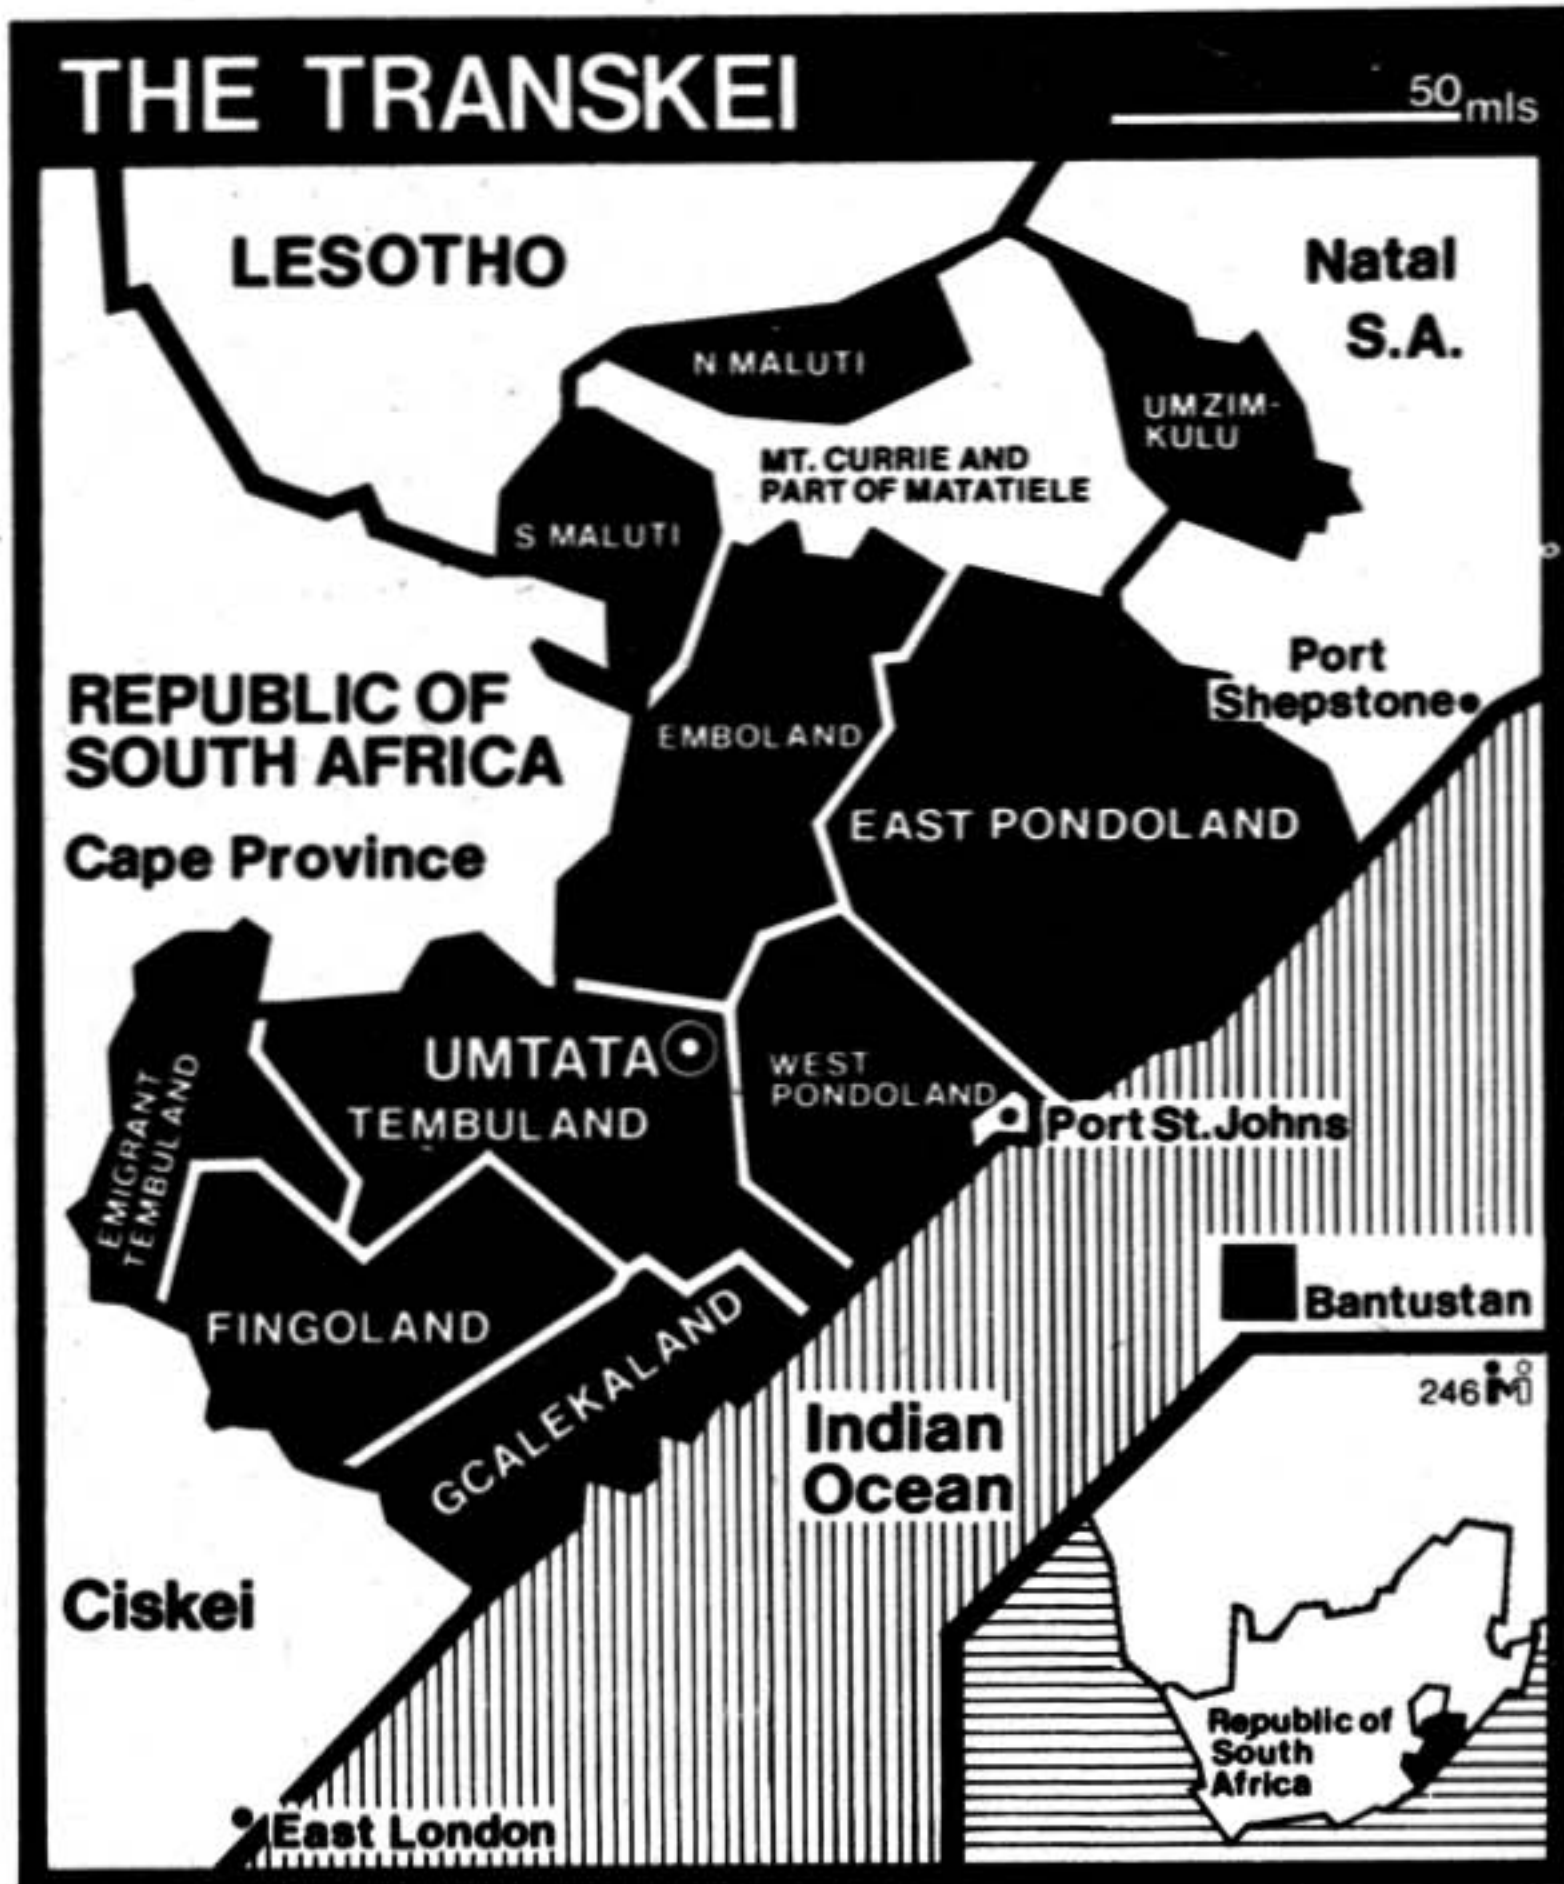 THE TRANSKEI
50 mls
LESOTHO
Natal
S.A.
N MALUTI
UMZIM-
KULU
MT. CURRIE AND
PART OF MATATIELE
S MALUTI
Port
Shepstone
REPUBLIC OF
SOUTH AFRICA
EMBOLAND
EAST PONDOLAND
Cape Province
UMTATA
WEST
PONDOLAND
TEMBULAND
Port St.Johns
EMIGRANT
TEMBULAND
Bantustan
FINGOLAND
GCALEKALAND
246
Indian
Ocean
Ciskei
Republic of
South
Africa
East London